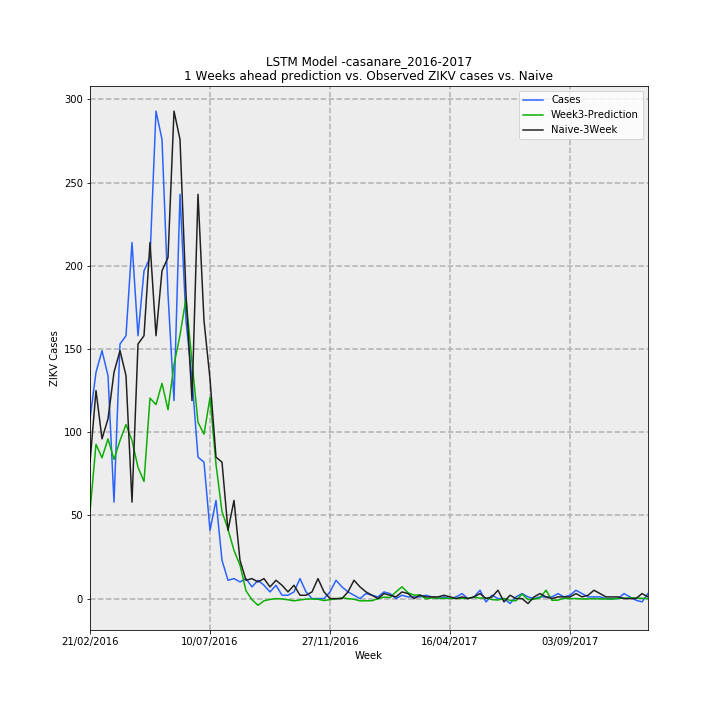 LSTM Model -casanare_2016-2017
1 Weeks ahead prediction vs. Observed ZIKV cases vs. Naive
Cases
Week3-Prediction
Naive-3Week
300
250
200
150
100
50
0
ZIKV Cases
21/02/2016
10/07/2016
27/11/2016
16/04/2017
03/09/2017
Week